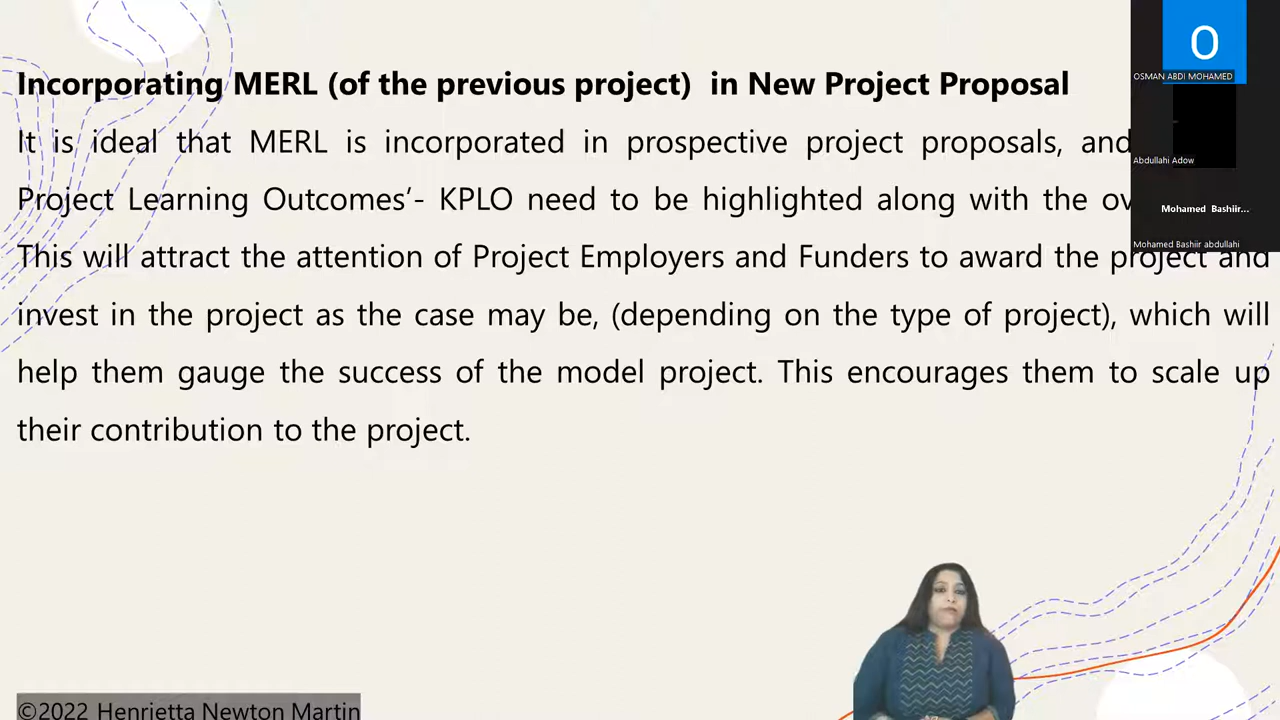 Incorporating MERL (of the previous project) in New Project Proposal
It is ideal that MERL is incorporated in prospective project proposals, and
Project Learning Outcomes‘- KPLO need to be highlighted along with the
This will attract the attention of Project Employers and Funders to award the project and
invest in the project as the case may be, (depending on the type of project), which will
help them gauge the success of the model project. This encourages them to scale up
their contribution to the project.
©2022 Henrietta Newton Martin
O
OSMAN ABDI MOHAMED
Abdullahi Adow
Mohamed Bashiir...
Mohamed Bashiir abdullahi